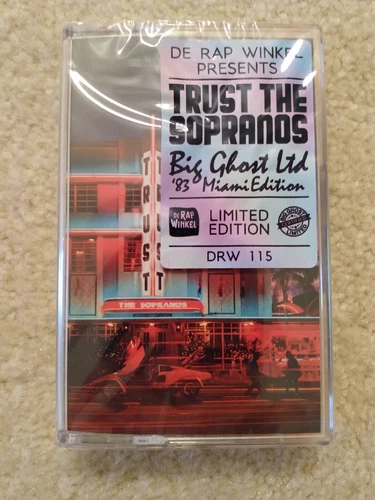 DE RAP WINKEL
PRESENTS
TRUST THE
SOPRANOS
Big Ghost Ltd
'83 Miami Edition
DE RAP
WINKEL
LIMITED
EDITION
DRW 115
TRUST
THE SOPRANOS